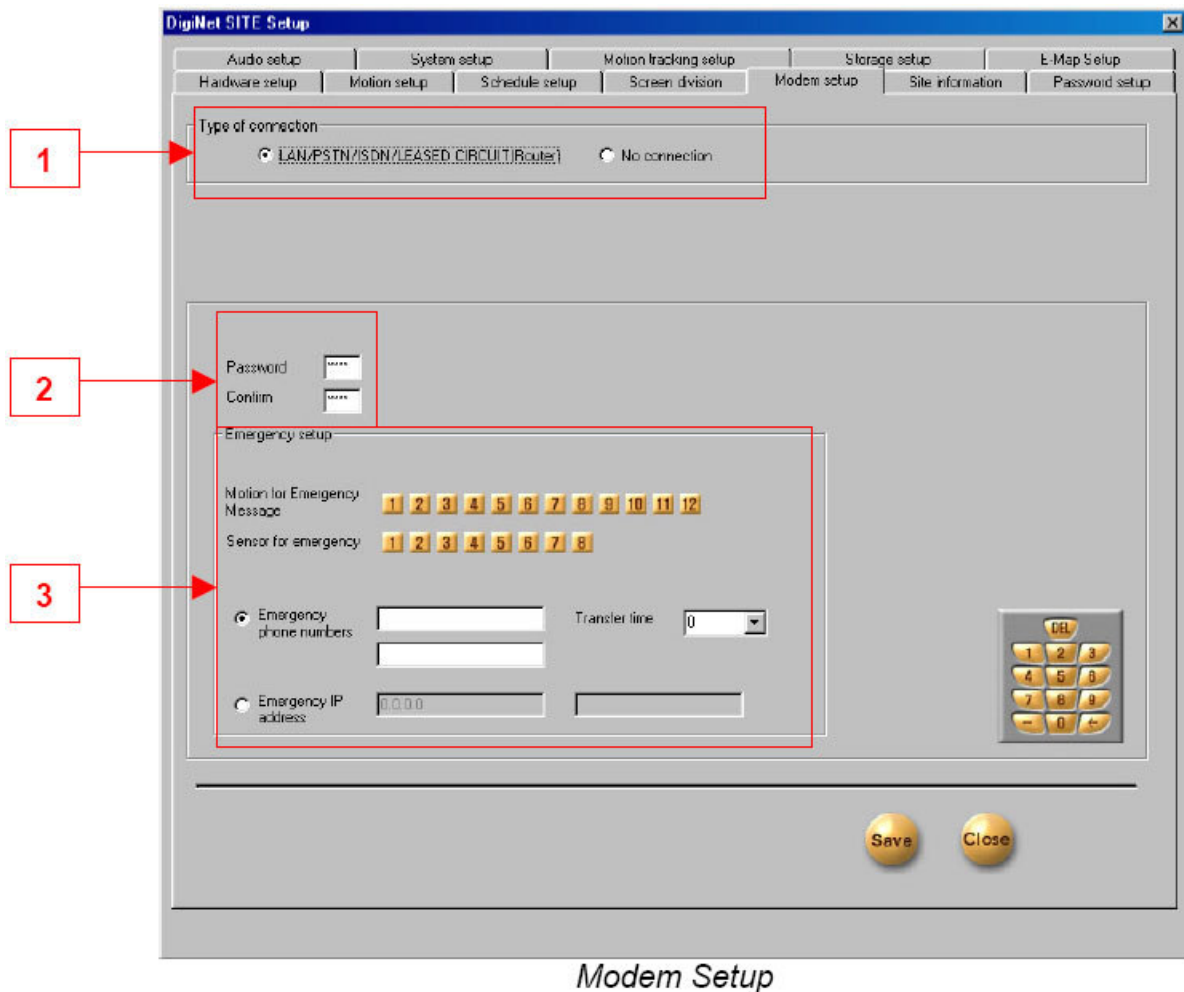 DigiNet SITE Setup
Audio setup System setup Motion tracking setup Storage setup E-Map Setup
Hardware setup Motion setup Schedule setup Screen division Modem setup Site information Password setup
Type of connection
1
LAN/PSTN/ISDN/LEASED CIRCUIT(Router) No connection
2
Password ****
Confirm ****
Emergency setup
Motion for Emergency
Message
1 2 3 4 5 6 7 8 9 10 11 12
Sensor for emergency 1 2 3 4 5 6 7 8
3
Emergency
phone numbers
Transfer time 0
Emergency IP
address
0.0.0.0
DEL
1 2 3
4 5 6
7 8 9
- 0 ←
Save Close
Modem Setup